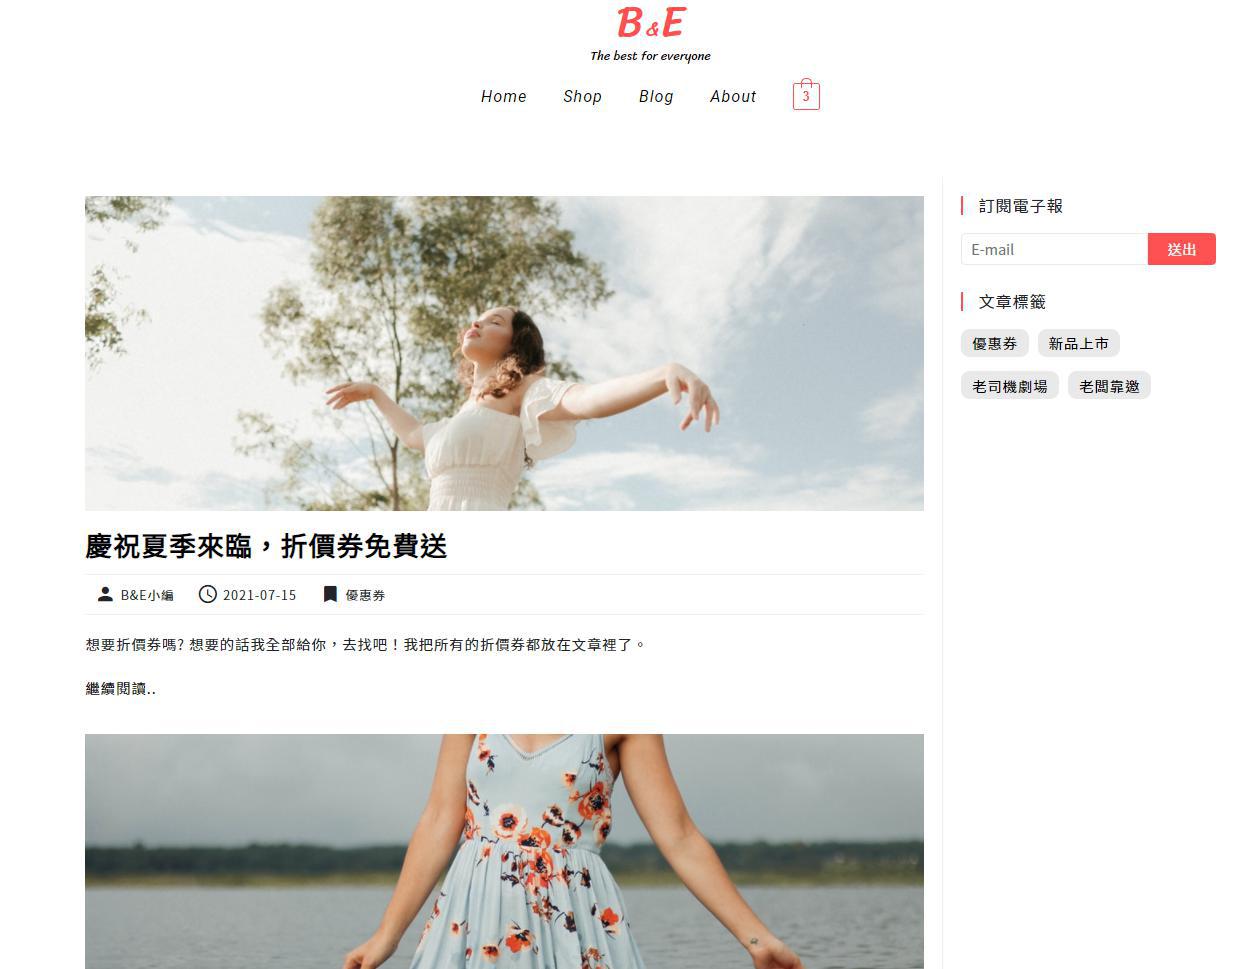 B&E
The best for everyone
Home Shop Blog About 3
訂閱電子報
E-mail 送出
文章標籤
優惠券 新品上市
老司機劇場 老闆靠邀
慶祝夏季來臨，折價券免費送
B&E小編 2021-07-15 優惠券
想要折價券嗎? 想要的話我全部給你，去找吧！我把所有的折價券都放在文章裡了。
繼續閱讀..